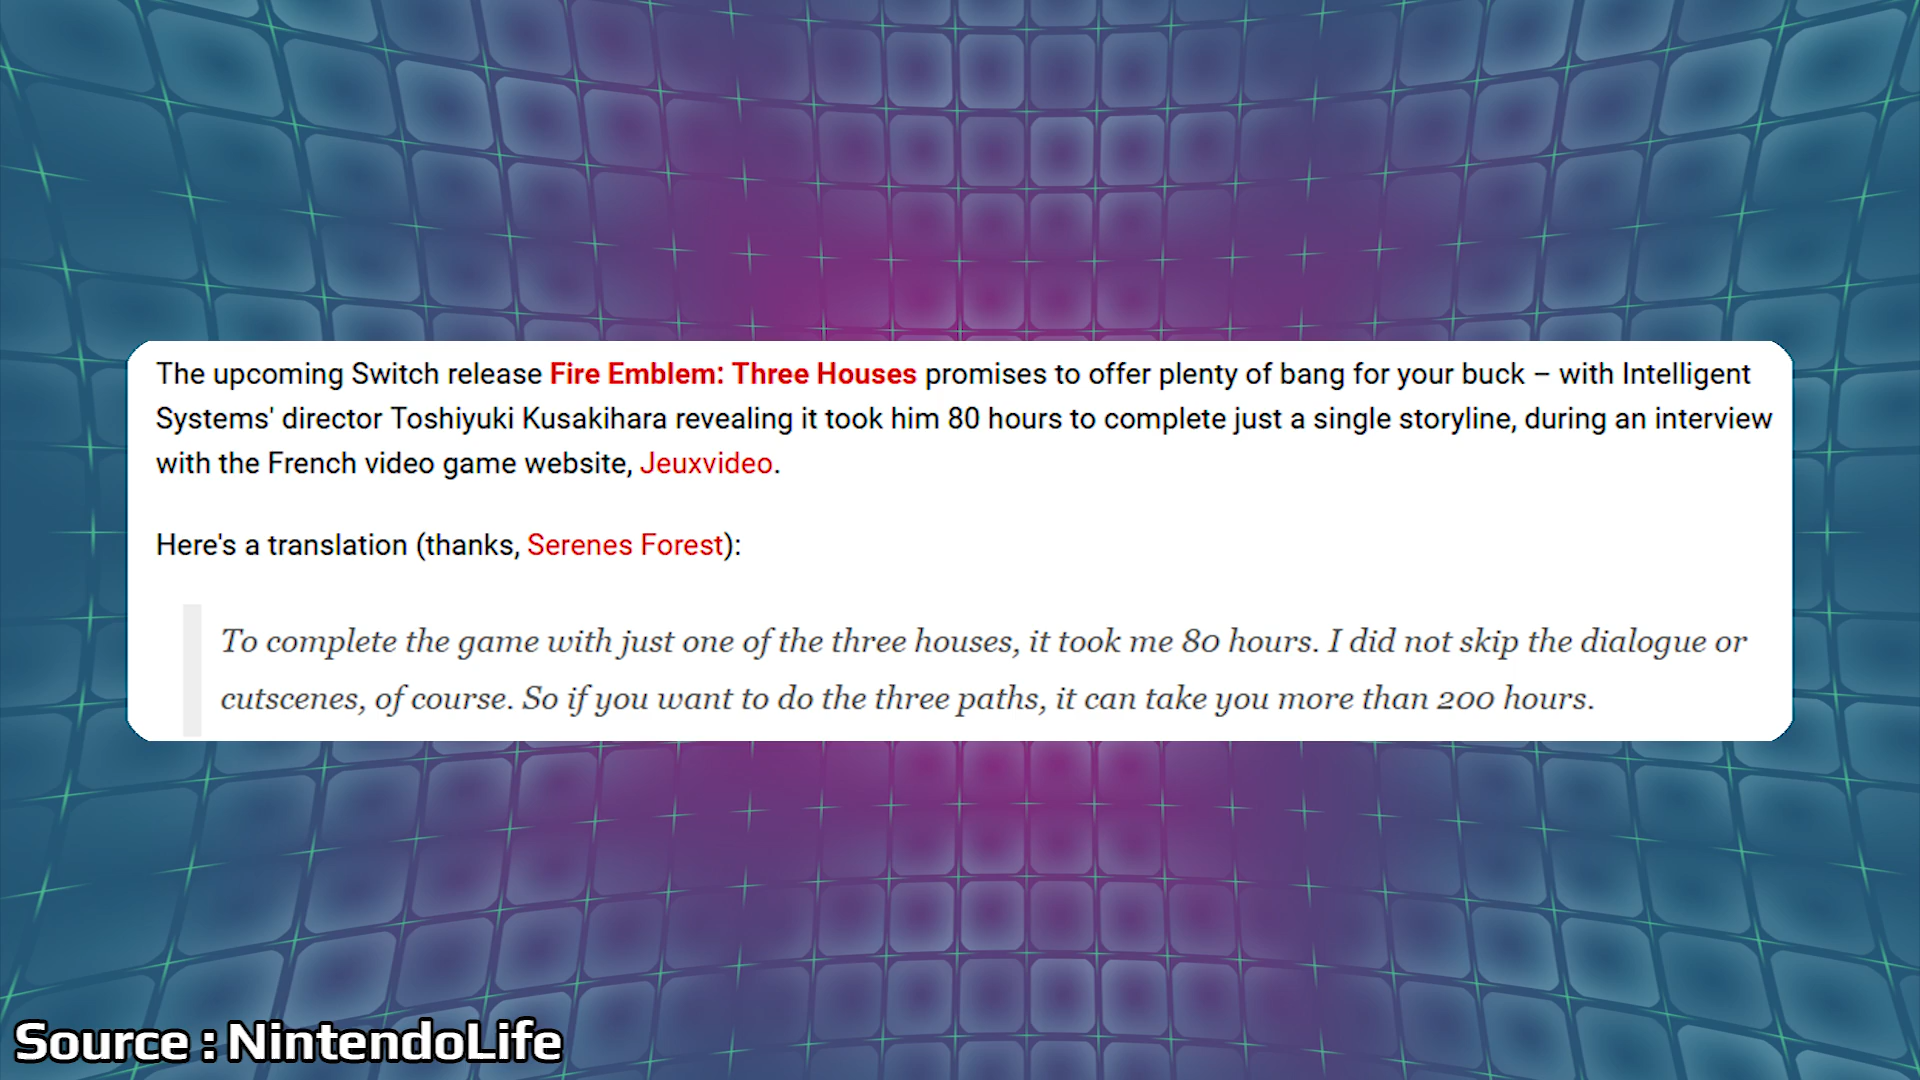 The upcoming Switch release Fire Emblem: Three Houses promises to offer plenty of bang for your buck – with Intelligent
Systems' director Toshiyuki Kusakihara revealing it took him 80 hours to complete just a single storyline, during an interview
with the French video game website, Jeuxvideo.
Here's a translation (thanks, Serenes Forest):
To complete the game with just one of the three houses, it took me 80 hours. I did not skip the dialogue or
cutscenes, of course. So if you want to do the three paths, it can take you more than 200 hours.
Source : NintendoLife